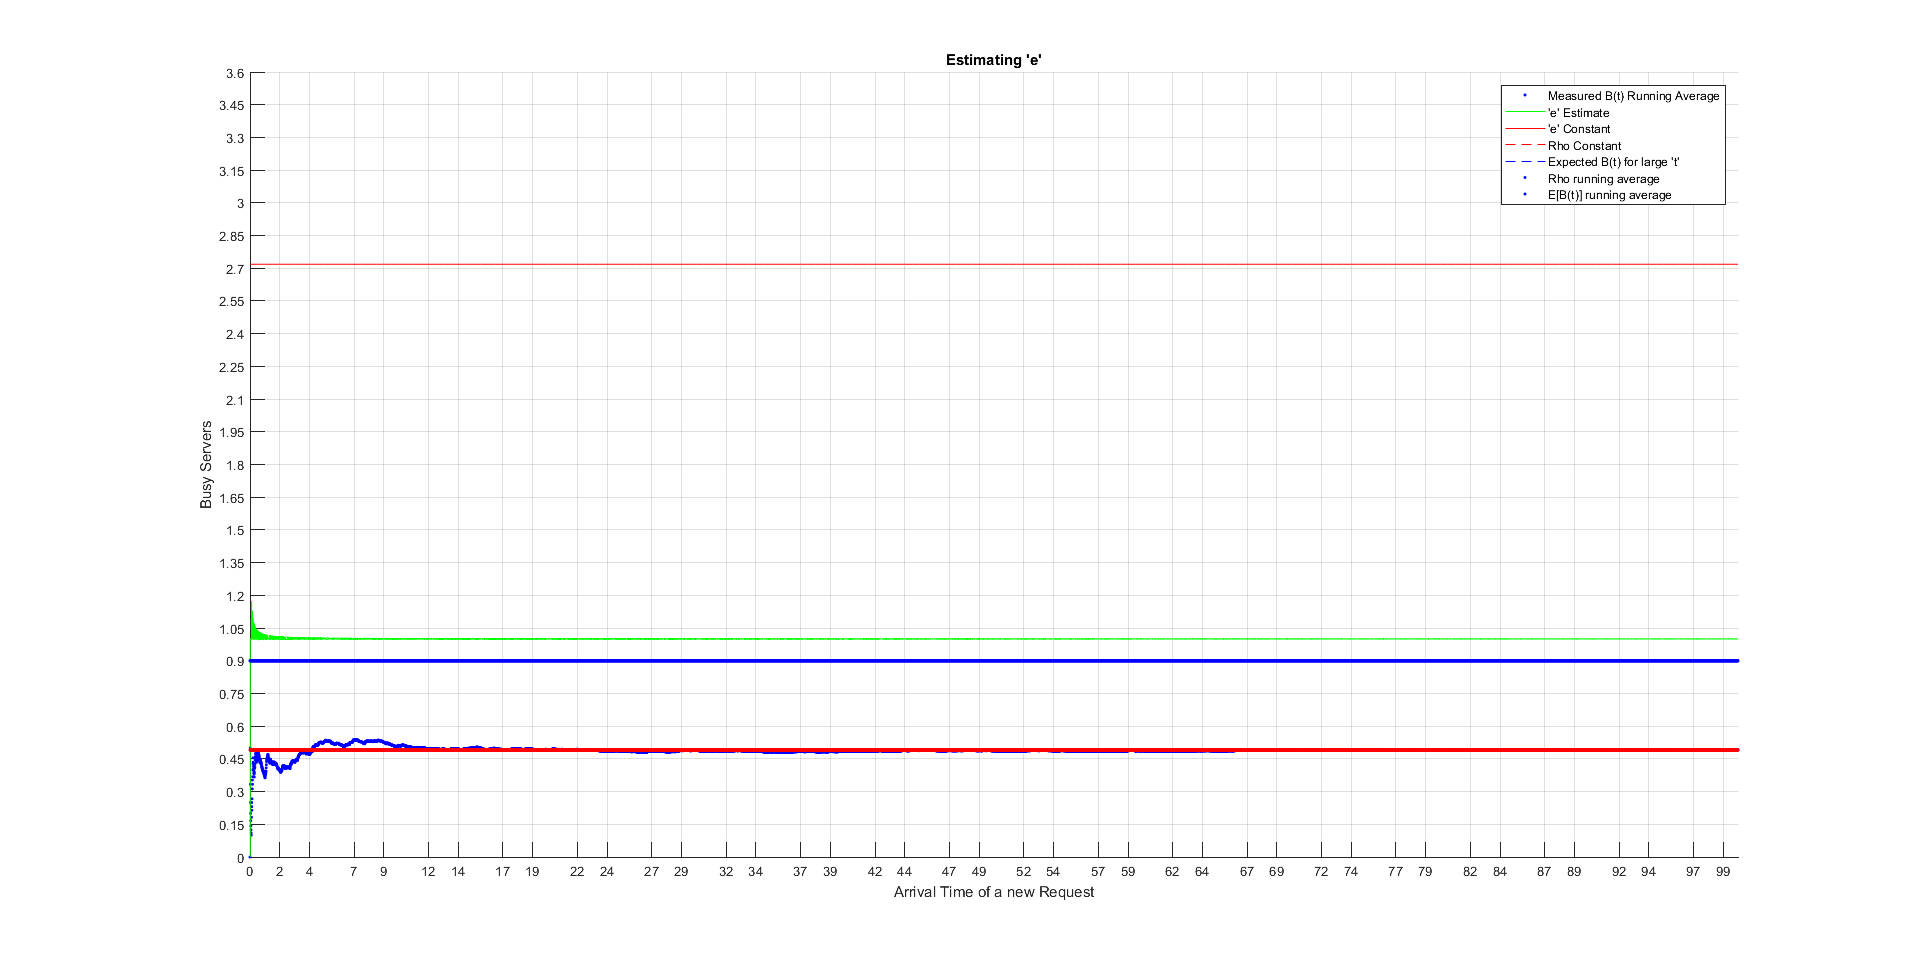 Estimating 'e'
3.6
3.45
3.3
3.15
3
2.85
2.7
2.55
2.4
2.25
2.1
1.95
1.8
1.65
1.5
1.35
1.2
1.05
0.9
0.75
0.6
0.45
0.3
0.15
0
Busy Servers
Measured B(t) Running Average
'e' Estimate
'e' Constant
Rho Constant
Expected B(t) for large 't'
Rho running average
E[B(t)] running average
0 2 4 7 9 12 14 17 19 22 24 27 29 32 34 37 39 42 44 47 49 52 54 57 59 62 64 67 69 72 74 77 79 82 84 87 89 92 94 97 99
Arrival Time of a new Request